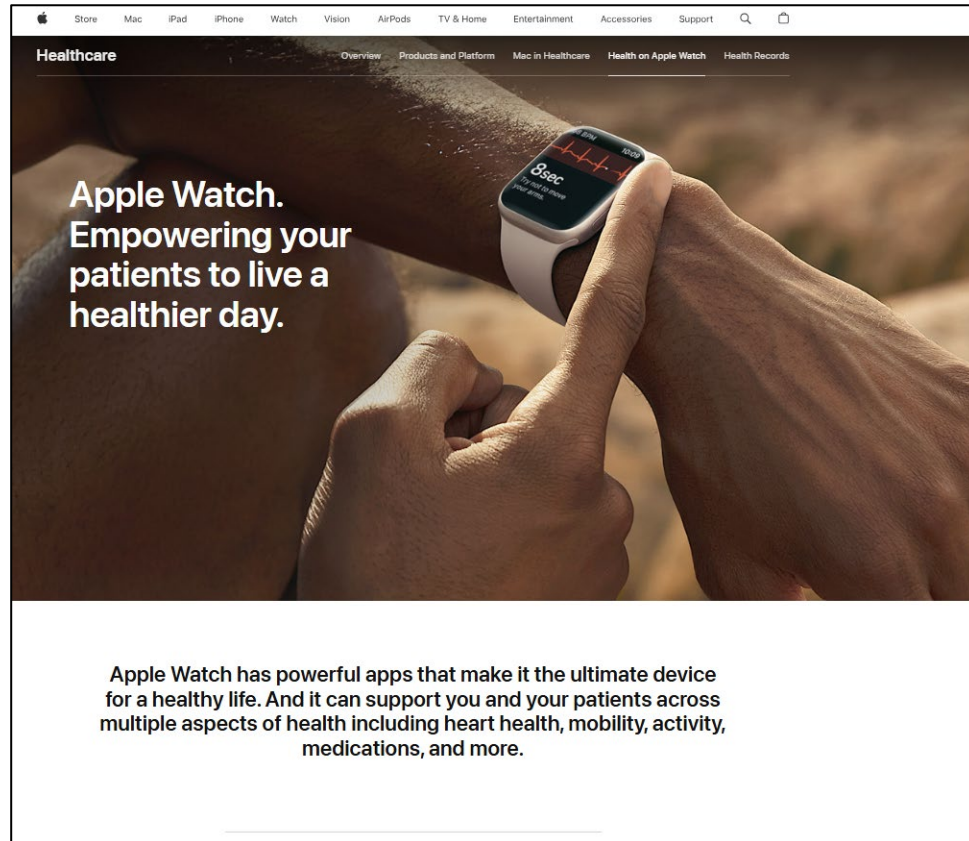 Store Mac iPad iPhone Watch Vision AirPods TV & Home Entertainment Accessories Support
Healthcare Overview Products and Platform Mac in Healthcare Health on Apple Watch Health Records
BPM 10:09
8sec
Try not to move
your arms.
Apple Watch.
Empowering your
patients to live a
healthier day.
Apple Watch has powerful apps that make it the ultimate device
for a healthy life. And it can support you and your patients across
multiple aspects of health including heart health, mobility, activity,
medications, and more.